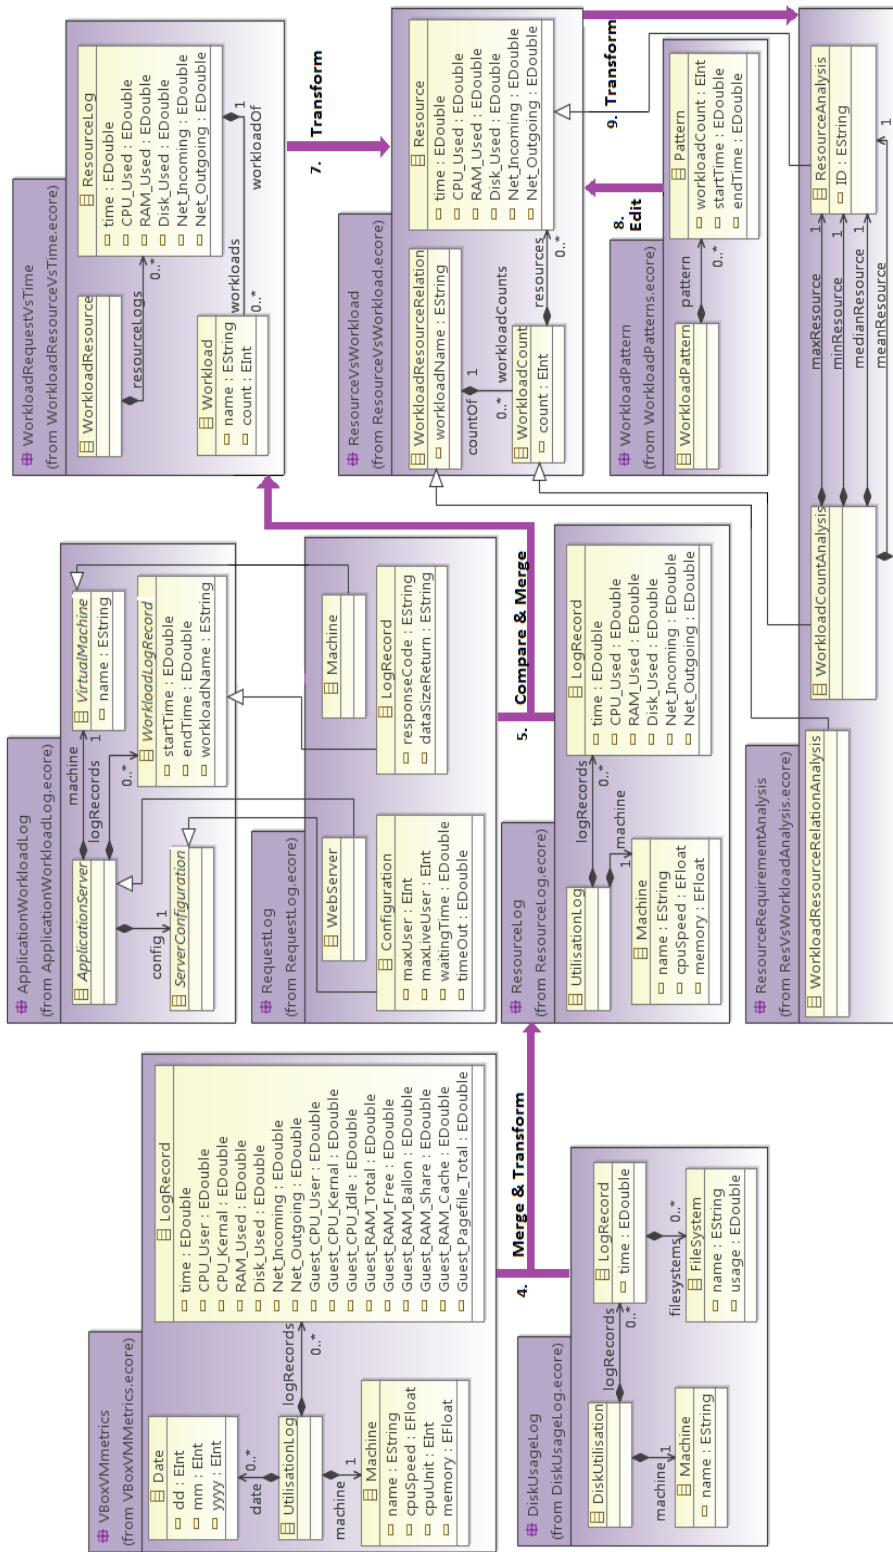 VBoxVMmetrics
(from VBoxVMMetrics.ecore)
Date
dd : EInt
mm : EInt
yyyy : EInt
date
0..*
UtilisationLog
logRecords
0..*
machine
1
Machine
name : EString
cpuSpeed : EFloat
cpuUnit : EInt
memory : EFloat
LogRecord
time : EDouble
CPU_User : EDouble
CPU_Kernal : EDouble
RAM_Used : EDouble
Disk_Used : EDouble
Net_Incoming : EDouble
Net_Outgoing : EDouble
Guest_CPU_User : EDouble
Guest_CPU_Kernal : EDouble
Guest_CPU_Idle : EDouble
Guest_RAM_Total : EDouble
Guest_RAM_Free : EDouble
Guest_RAM_Ballon : EDouble
Guest_RAM_Share : EDouble
Guest_RAM_Cache : EDouble
Guest_Pagefile_Total : EDouble
4. Merge & Transform
DiskUsageLog
(from DiskUsageLog.ecore)
DiskUtilisation
logRecords
0..*
machine
1
Machine
name : EString
LogRecord
time : EDouble
filesystems
0..*
FileSystem
name : EString
usage : EDouble
ApplicationWorkloadLog
(from ApplicationWorkloadLog.ecore)
ApplicationServer
machine
1
logRecords
0..*
config
1
ServerConfiguration
VirtualMachine
name : EString
WorkloadLogRecord
startTime : EDouble
endTime : EDouble
workloadName : EString
RequestLog
(from RequestLog.ecore)
WebServer
Machine
Configuration
maxUser : EInt
maxLiveUser : EInt
waitingTime : EDouble
timeOut : EDouble
LogRecord
responseCode : EString
dataSizeReturn : EString
5. Compare & Merge
ResourceLog
(from ResourceLog.ecore)
UtilisationLog
logRecords
0..*
machine
1
Machine
name : EString
cpuSpeed : EFloat
memory : EFloat
LogRecord
time : EDouble
CPU_Used : EDouble
RAM_Used : EDouble
Disk_Used : EDouble
Net_Incoming : EDouble
Net_Outgoing : EDouble
WorkloadRequestVsTime
(from WorkloadResourceVsTime.ecore)
WorkloadResource
resourceLogs
0..*
ResourceLog
time : EDouble
CPU_Used : EDouble
RAM_Used : EDouble
Disk_Used : EDouble
Net_Incoming : EDouble
Net_Outgoing : EDouble
1
workloadOf
workloads
0..*
Workload
name : EString
count : EInt
7. Transform
ResourceVsWorkload
(from ResourceVsWorkload.ecore)
WorkloadResourceRelation
workloadName : EString
countOf
1
workloadCounts
0..*
WorkloadCount
count : EInt
resources
0..*
Resource
time : EDouble
CPU_Used : EDouble
RAM_Used : EDouble
Disk_Used : EDouble
Net_Incoming : EDouble
Net_Outgoing : EDouble
8.
Edit
9. Transform
WorkloadPattern
(from WorkloadPatterns.ecore)
WorkloadPattern
pattern
0..*
Pattern
workloadCount : EInt
startTime : EDouble
endTime : EDouble
ResourceRequirementAnalysis
(from ResVsWorkloadAnalysis.ecore)
WorkloadResourceRelationAnalysis
WorkloadCountAnalysis
maxResource
1
minResource
1
medianResource
1
meanResource
1
ResourceAnalysis
ID : EString